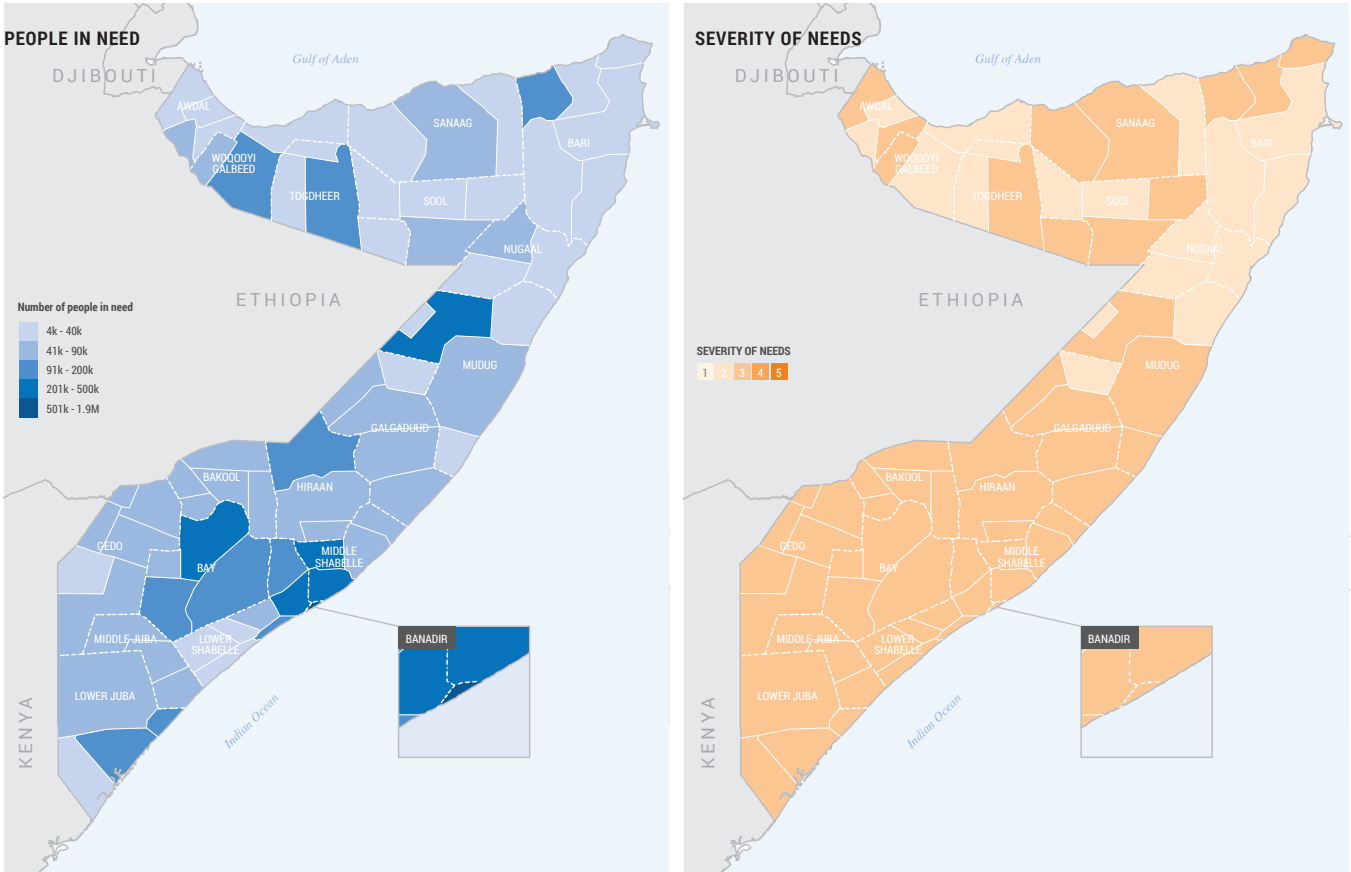 PEOPLE IN NEED
Gulf of Aden
DJIBOUTI
AWDAL
SANAAG
BARI
WOQOOYI
GALBEED
TOGDHEER
SOOL
NUGAAL
ETHIOPIA
Number of people in need
4k - 40k
41k - 90k
91k - 200k
201k - 500k
501k - 1.9M
MUDUG
GALGADUUD
BAKOOL
HIRAAN
GEDO
MIDDLE
SHABELLE
BAY
MIDDLE JUBA
LOWER
SHABELLE
BANADIR
LOWER JUBA
Indian Ocean
KENYA
SEVERITY OF NEEDS
Gulf of Aden
DJIBOUTI
AWDAL
SANAAG
BARI
WOQOOYI
GALBEED
TOGDHEER
SOOL
NUGAAL
ETHIOPIA
SEVERITY OF NEEDS
1 2 3 4 5
MUDUG
GALGADUUD
BAKOOL
HIRAAN
GEDO
MIDDLE
SHABELLE
BAY
MIDDLE JUBA
LOWER
SHABELLE
BANADIR
LOWER JUBA
Indian Ocean
KENYA